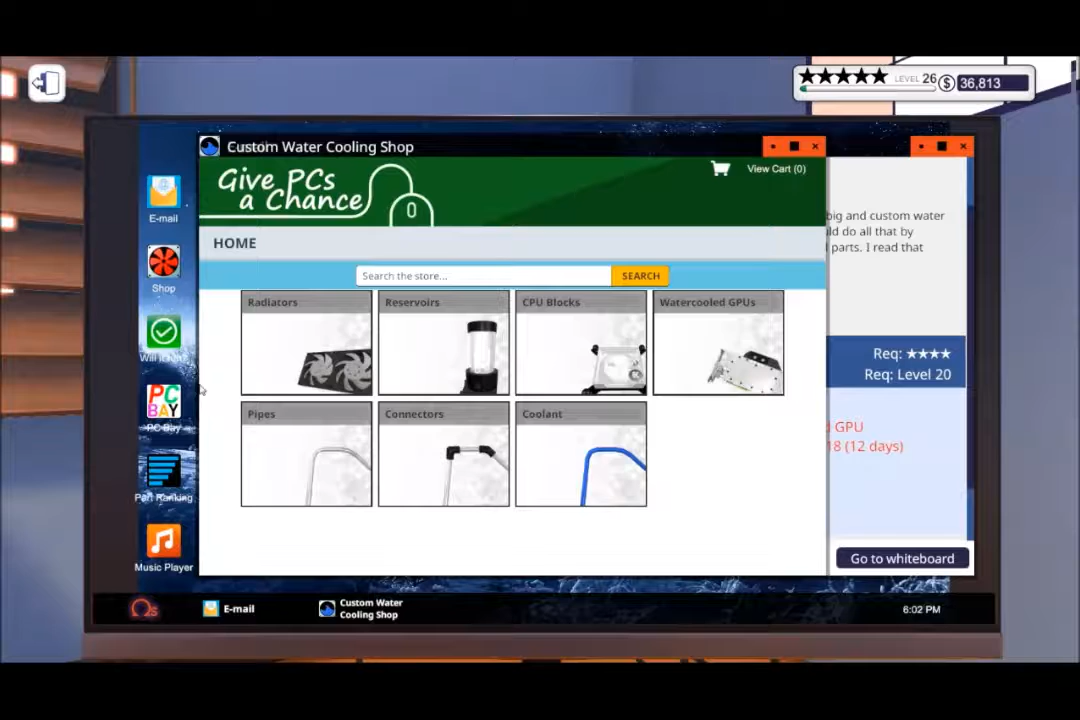 LEVEL 26
$ 36,813
Custom Water Cooling Shop
Give PCs
a Chance
View Cart (0)
HOME
Search the store...
SEARCH
Radiators
Reservoirs
CPU Blocks
Watercooled GPUs
Pipes
Connectors
Coolant
E-mail
Shop
PC
BAY
PC Bay
Part Ranking
Music Player
big and custom water
ld do all that by
parts. I read that
Req: ★★★★
Req: Level 20
GPU
18 (12 days)
Go to whiteboard
E-mail
Custom Water
Cooling Shop
6:02 PM